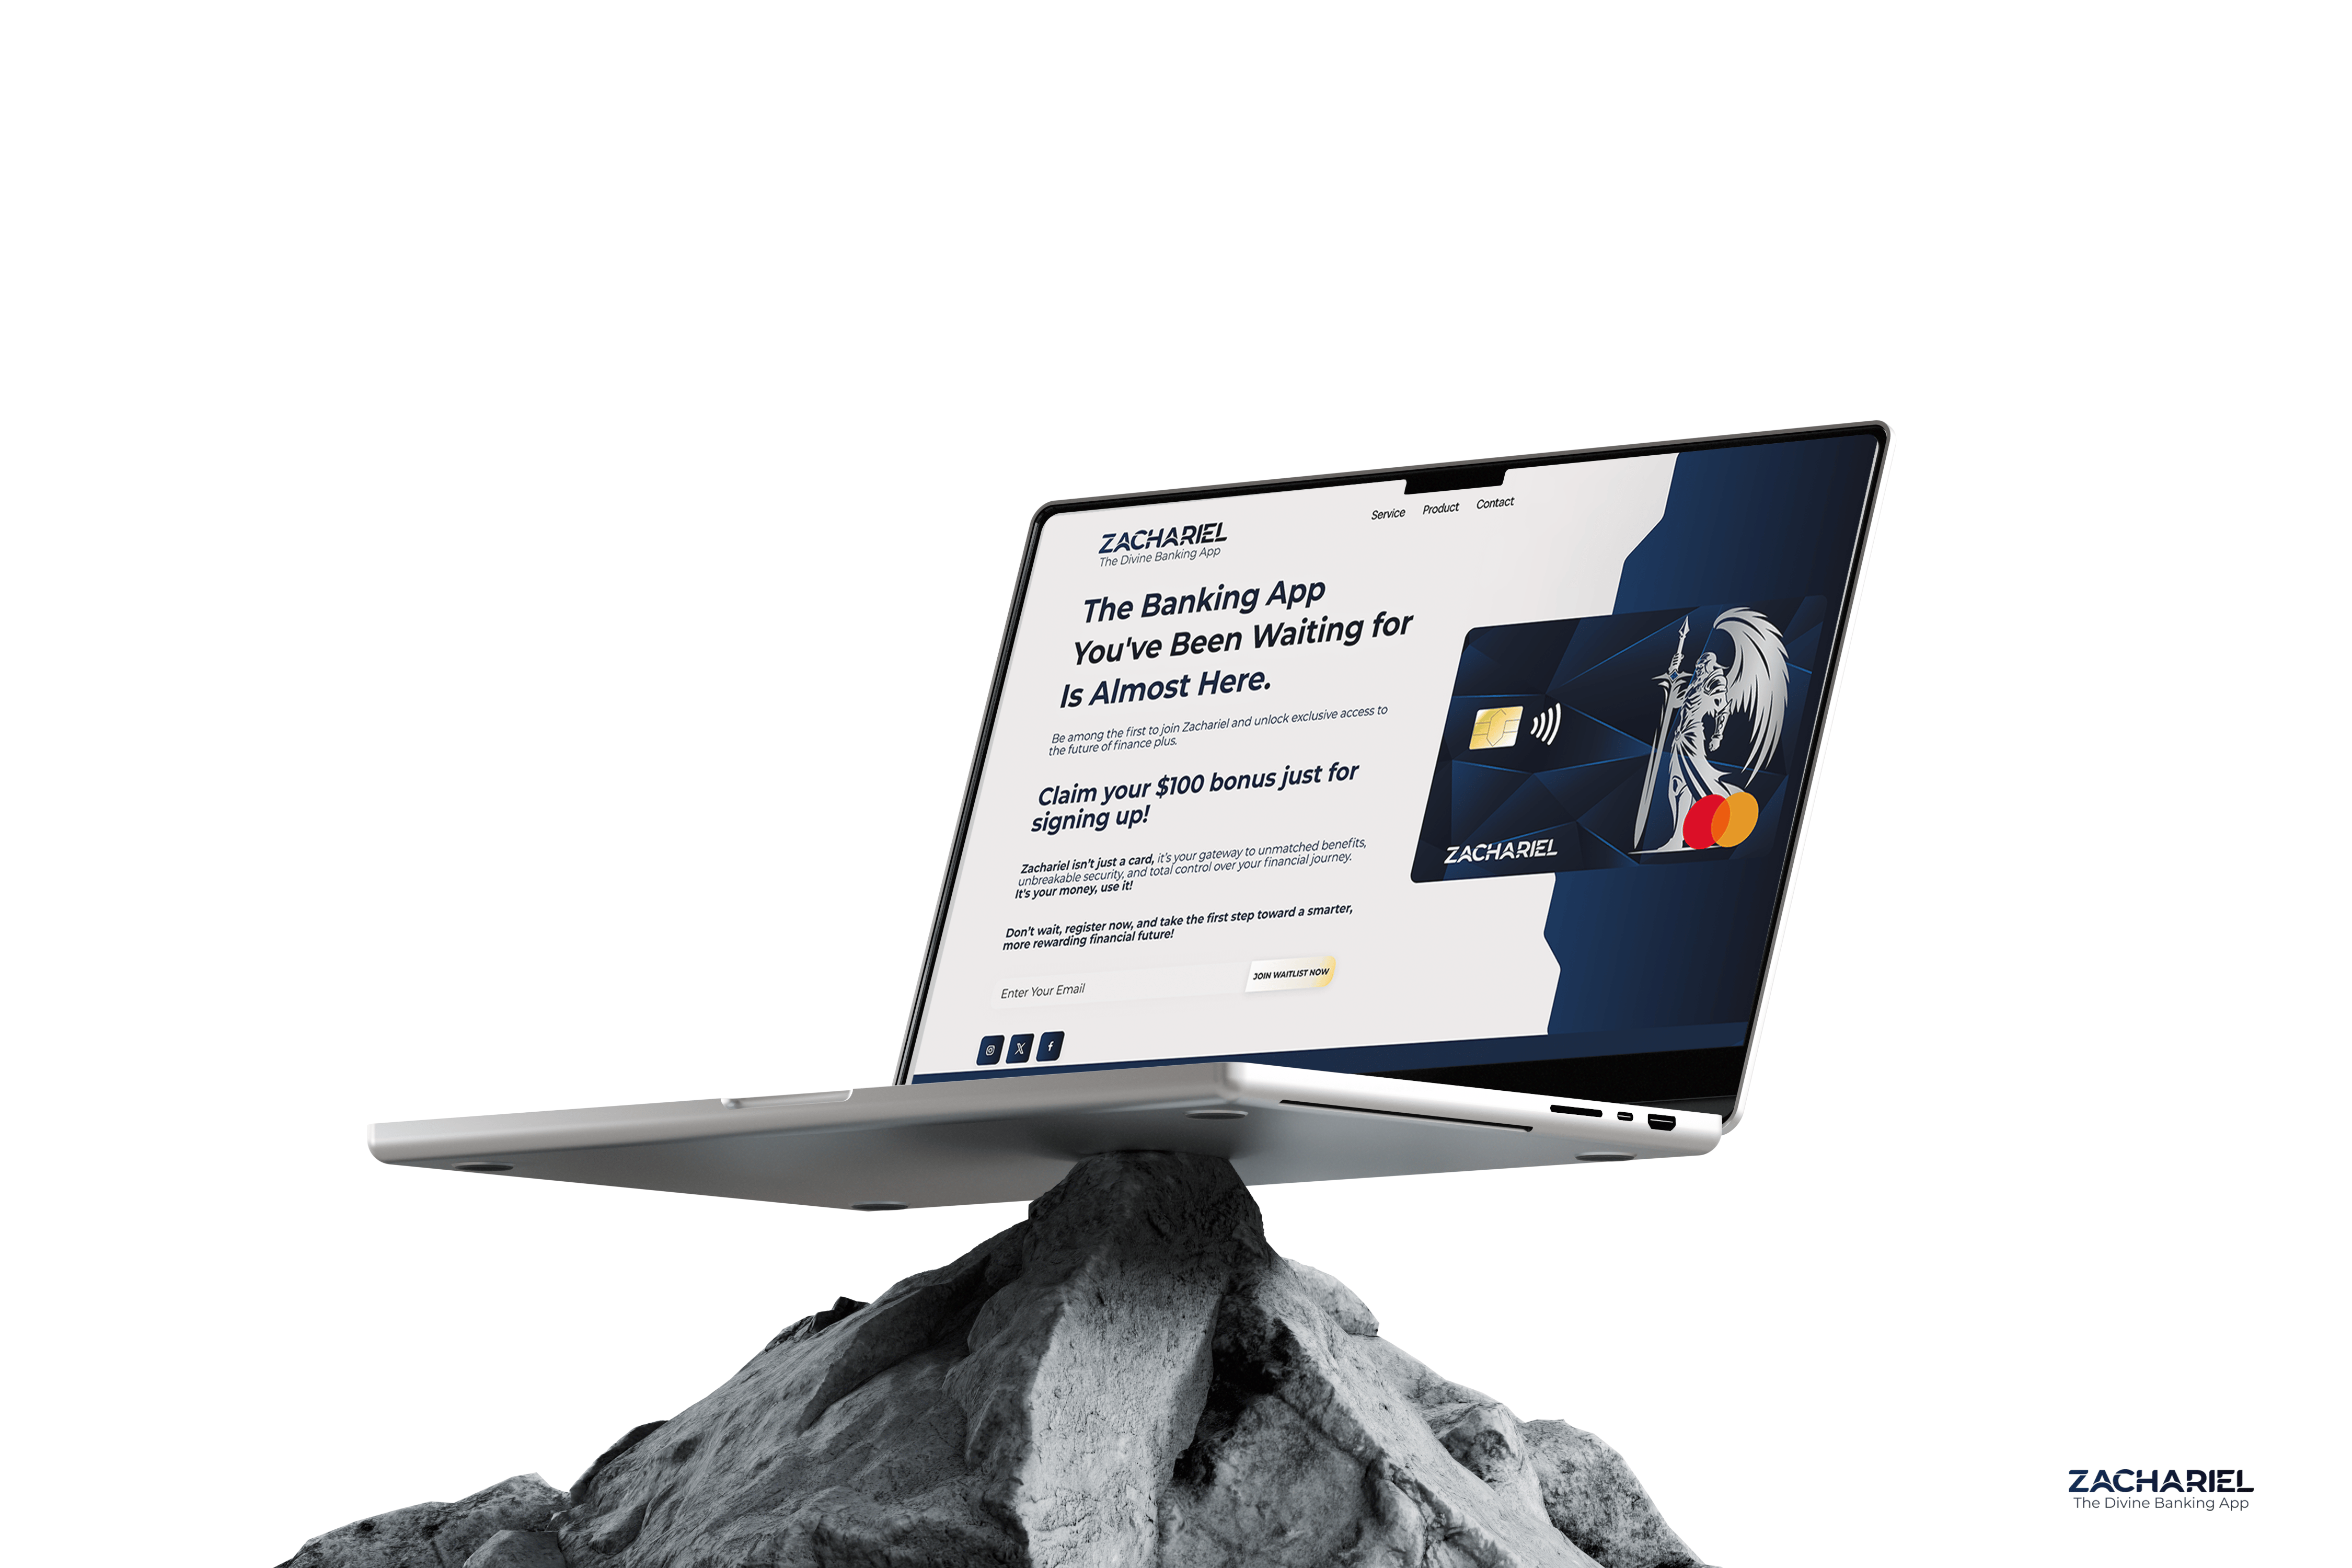 Service Product Contact
ZACHARIEL
The Divine Banking App
The Banking App
You've Been Waiting for
Is Almost Here.
Be among the first to join Zachariel and unlock exclusive access to
the future of finance plus.
Claim your $100 bonus just for
signing up!
Zachariel isn't just a card, it's your gateway to unmatched benefits,
unbreakable security, and total control over your financial journey.
It's your money, use it!
Don't wait, register now, and take the first step toward a smarter,
more rewarding financial future!
Enter Your Email
JOIN WAITLIST NOW
ZACHARIEL
ZACHARIEL
The Divine Banking App